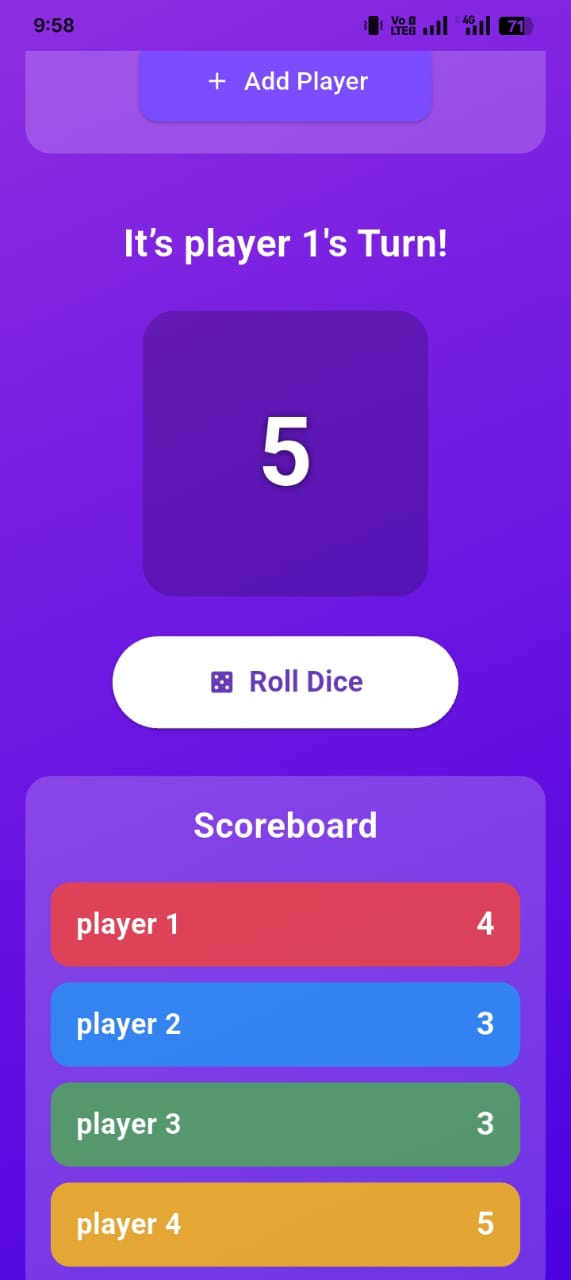 9:58
Vo
LTE
4G
71
+ Add Player
It’s player 1's Turn!
5
Roll Dice
Scoreboard
player 1 4
player 2 3
player 3 3
player 4 5